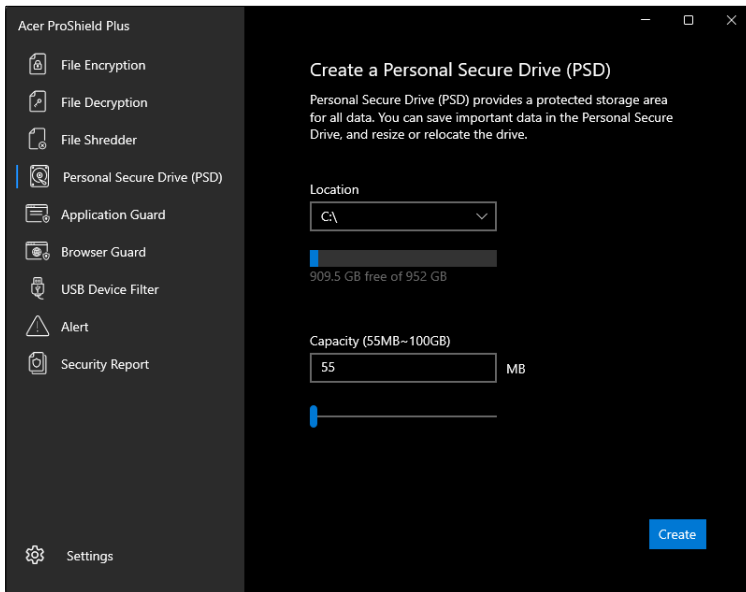 Acer ProShield Plus
File Encryption
File Decryption
File Shredder
Personal Secure Drive (PSD)
Application Guard
Browser Guard
USB Device Filter
Alert
Security Report
Settings
Create a Personal Secure Drive (PSD)
Personal Secure Drive (PSD) provides a protected storage area
for all data. You can save important data in the Personal Secure
Drive, and resize or relocate the drive.
Location
C:\
909.5 GB free of 952 GB
Capacity (55MB~100GB)
55 MB
Create